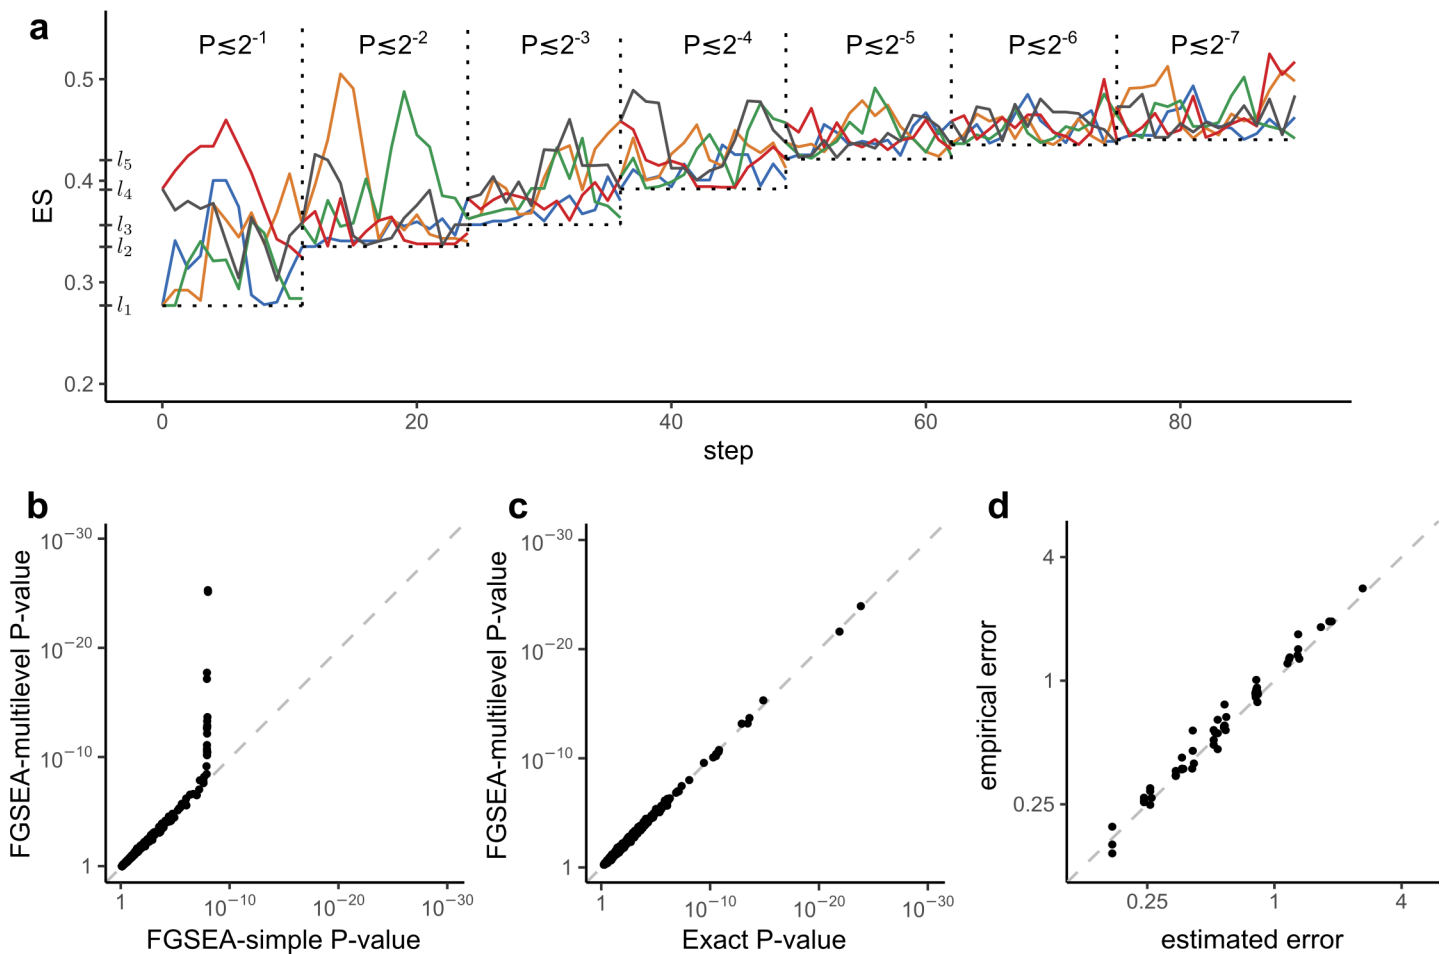 a
P≲2⁻¹ P≲2⁻² P≲2⁻³ P≲2⁻⁴ P≲2⁻⁵ P≲2⁻⁶ P≲2⁻⁷
0.5
l₅
0.4
l₄
l₃
l₂
0.3
l₁
0.2
ES
0 20 40 60 80
step
b
10⁻³⁰
10⁻²⁰
10⁻¹⁰
1
FGSEA-multilevel P-value
1 10⁻¹⁰ 10⁻²⁰ 10⁻³⁰
FGSEA-simple P-value
c
10⁻³⁰
10⁻²⁰
10⁻¹⁰
1
FGSEA-multilevel P-value
1 10⁻¹⁰ 10⁻²⁰ 10⁻³⁰
Exact P-value
d
4
1
0.25
empirical error
0.25 1 4
estimated error